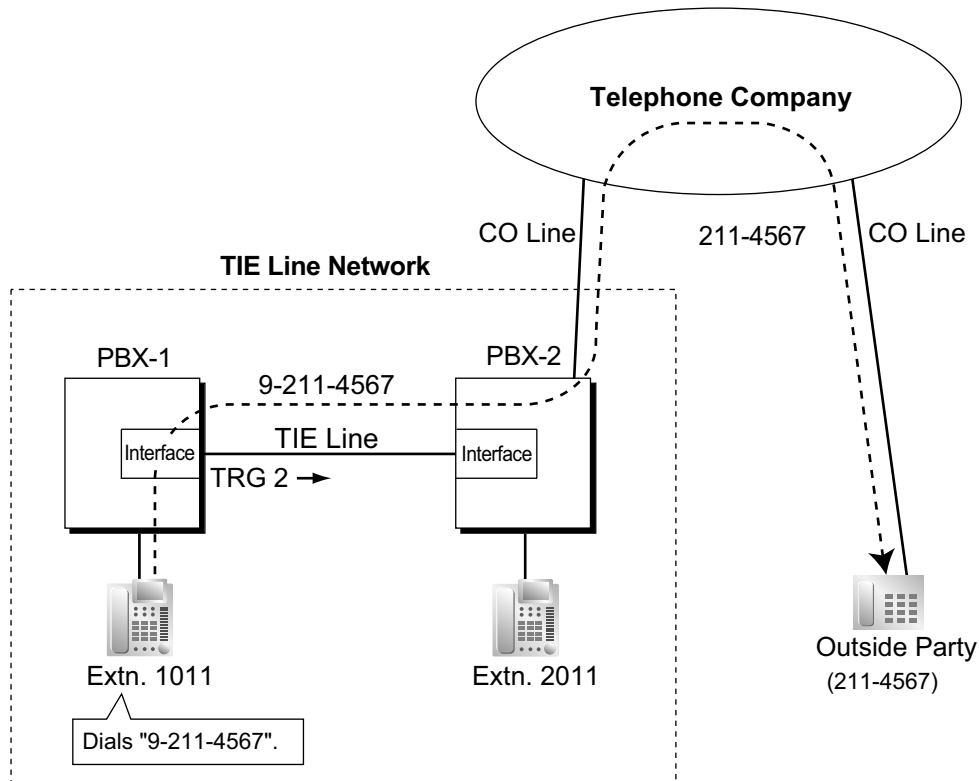 Telephone Company
CO Line
211-4567
CO Line
TIE Line Network
PBX-1
PBX-2
9-211-4567
Interface
TIE Line
Interface
TRG 2 →
Extn. 1011
Extn. 2011
Outside Party
(211-4567)
Dials "9-211-4567".